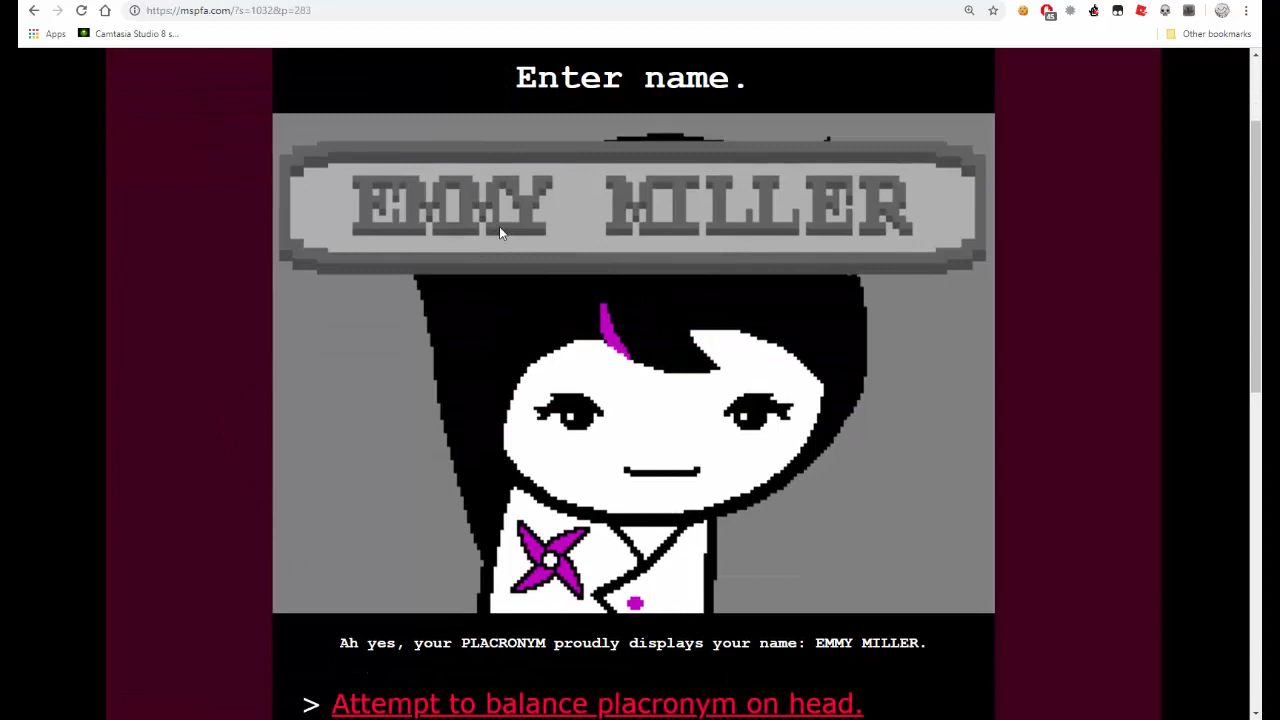 https://mspfa.com/?s=1032&p=283
45
Apps
Camtasia Studio 8 s...
Other bookmarks
Enter name.
EMMY MILLER
Ah yes, your PLACRONYM proudly displays your name: EMMY MILLER.
> Attempt to balance placronym on head.